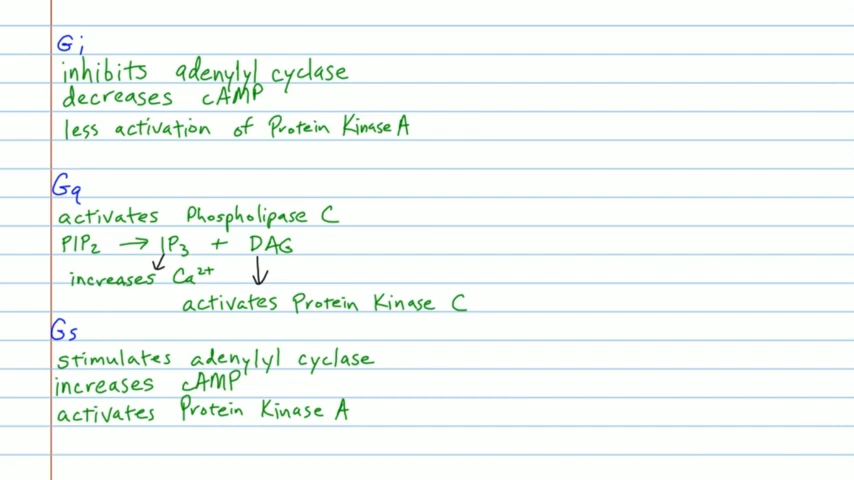 Gi
inhibits adenylyl cyclase
decreases cAMP
less activation of Protein Kinase A
Gq
activates Phospholipase C
PIP₂ → IP₃ + DAG
increases Ca²⁺
activates Protein Kinase C
Gs
stimulates adenylyl cyclase
increases cAMP
activates Protein Kinase A